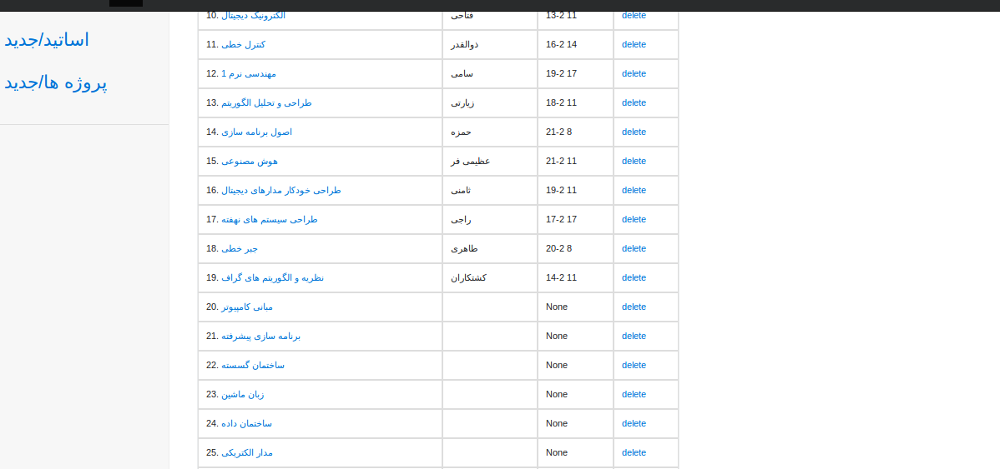 اساتید/جدید
پروژه ها/جدید
10. الکترونیک دیجیتال فتاحی 13-2 11 delete
11. کنترل خطی ذوالقدر 16-2 14 delete
12. مهندسی نرم 1 سامی 19-2 17 delete
13. طراحی و تحلیل الگوریتم زیارتی 18-2 11 delete
14. اصول برنامه سازی حمزه 21-2 8 delete
15. هوش مصنوعی عظیمی فر 21-2 11 delete
16. طراحی خودکار مدارهای دیجیتال ثامنی 19-2 11 delete
17. طراحی سیستم های نهفته راجی 17-2 17 delete
18. جبر خطی طاهری 20-2 8 delete
19. نظریه و الگوریتم های گراف کشتکاران 14-2 11 delete
20. مبانی کامپیوتر None delete
21. برنامه سازی پیشرفته None delete
22. ساختمان گسسته None delete
23. زبان ماشین None delete
24. ساختمان داده None delete
25. مدار الکتریکی None delete